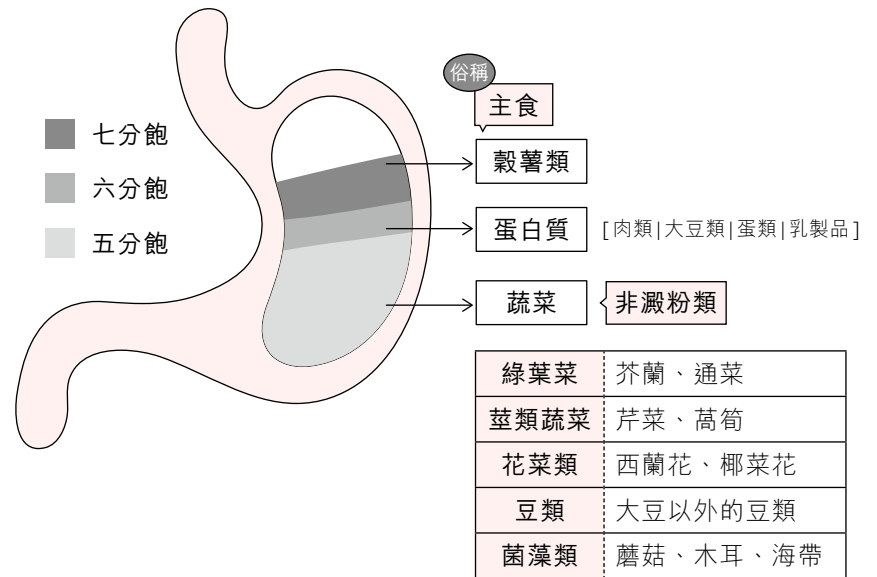 俗稱
主食
七分飽
穀薯類
六分飽
蛋白質 [肉類|大豆類|蛋類|乳製品]
五分飽
蔬菜 非澱粉類
綠葉菜 芥蘭、通菜
莖類蔬菜 芹菜、萵筍
花菜類 西蘭花、椰菜花
豆類 大豆以外的豆類
菌藻類 蘑菇、木耳、海帶